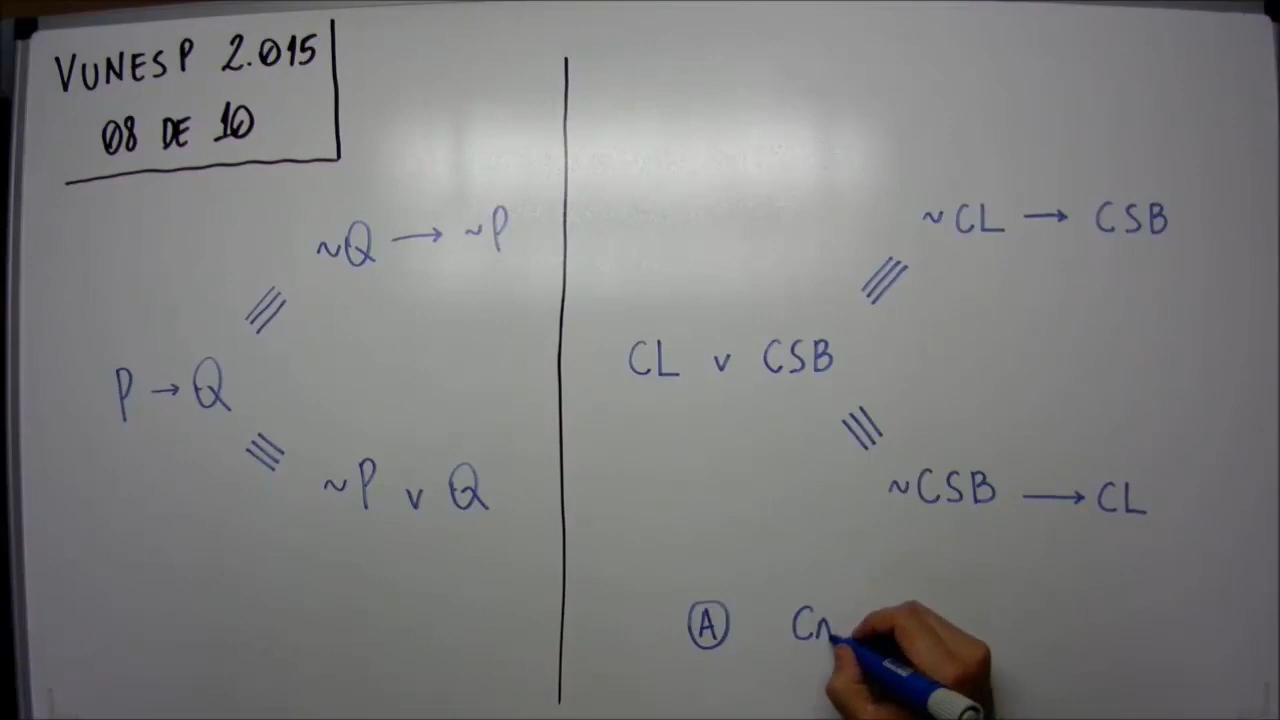 VUNESP 2.015
08 DE 10
~Q → ~P
P → Q
~P v Q
~CL → CSB
CL v CSB
~CSB → CL
A